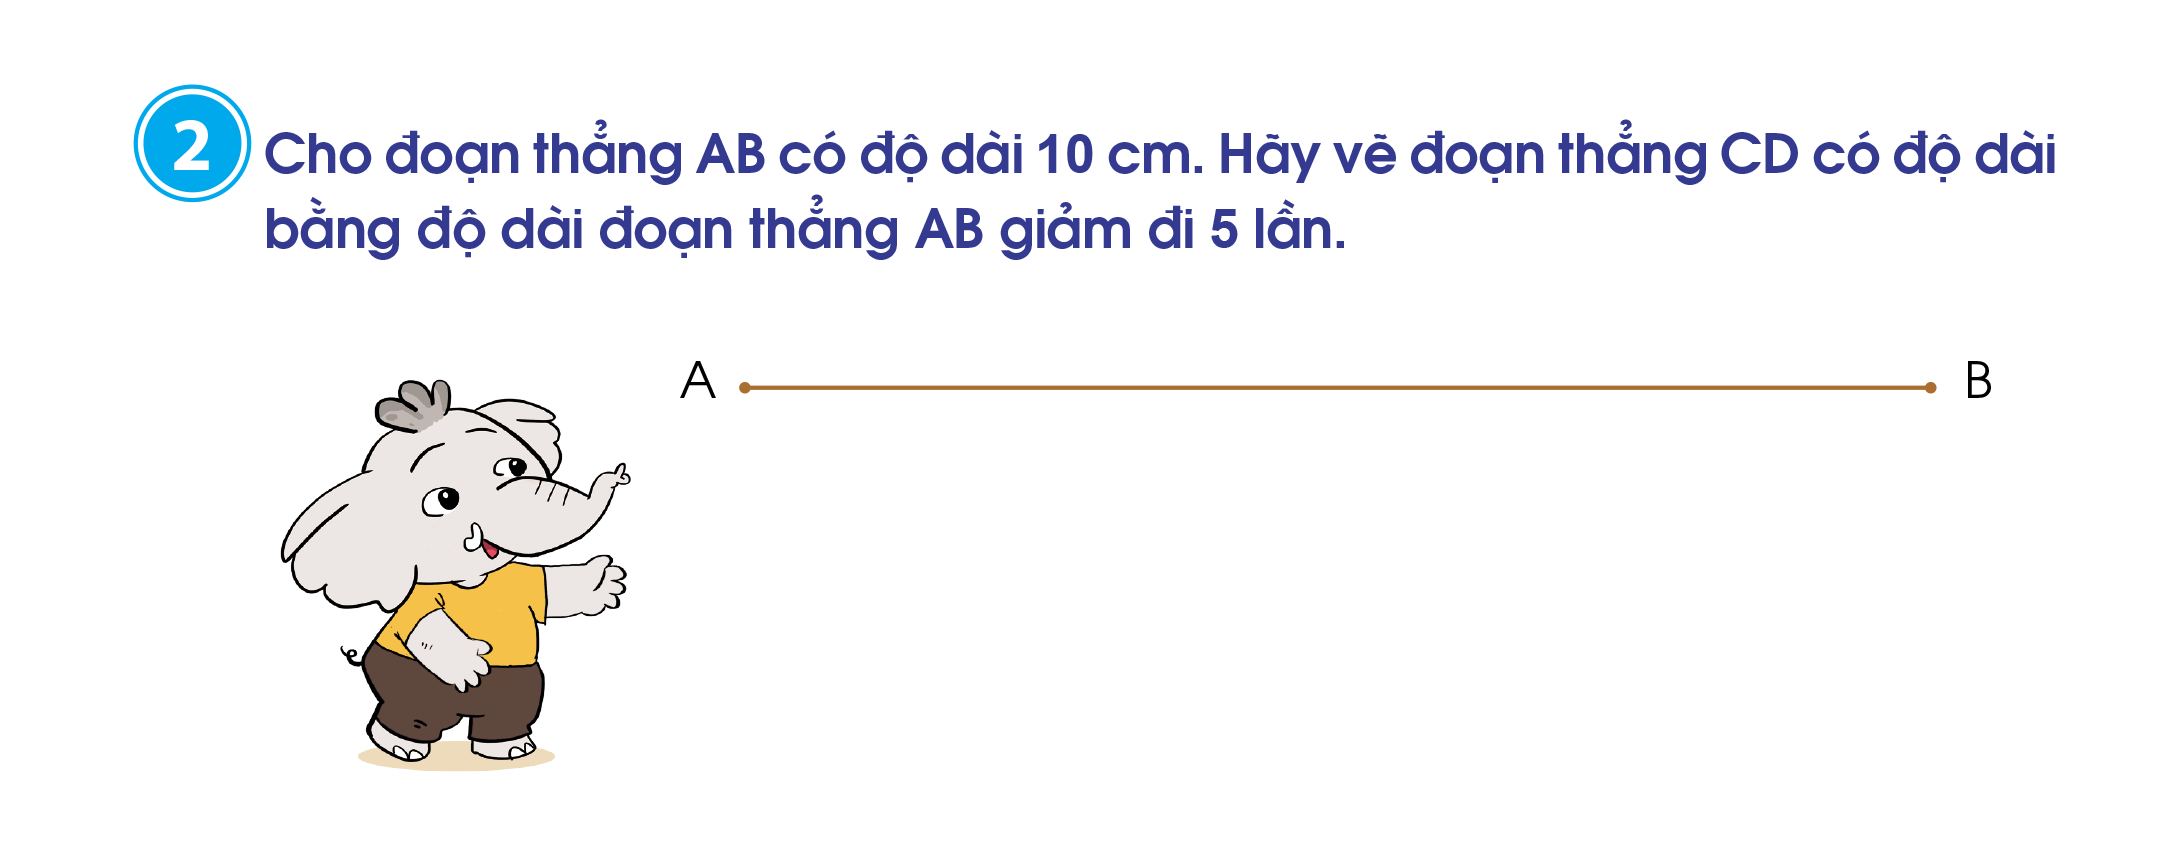 2 Cho đoạn thẳng AB có độ dài 10 cm. Hãy vẽ đoạn thẳng CD có độ dài
bằng độ dài đoạn thẳng AB giảm đi 5 lần.
A B